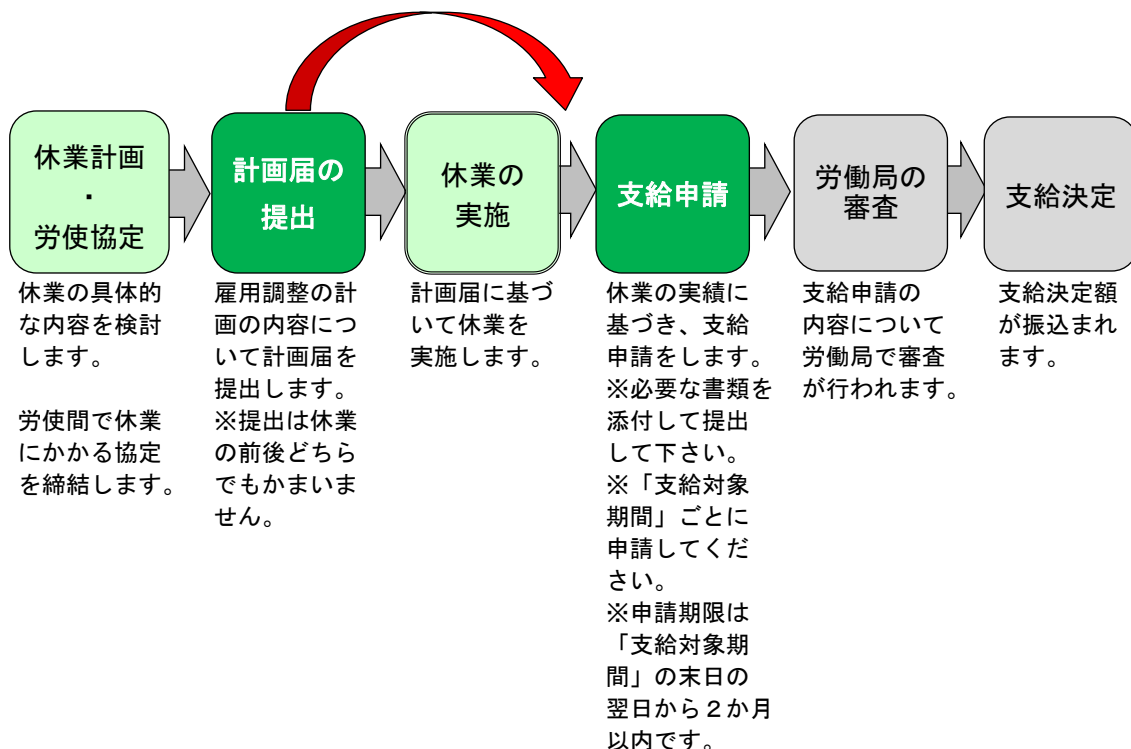 休業計画
・
労使協定
計画届の
提出
休業の
実施
支給申請
労働局の
審査
支給決定
休業の具体的
な内容を検討
します。
労使間で休業
にかかる協定
を締結します。
雇用調整の計
画の内容につ
いて計画届を
提出します。
※提出は休業
の前後どちら
でもかまいま
せん。
計画届に基づ
いて休業を
実施します。
休業の実績に
基づき、支給
申請をします。
※必要な書類を
添付して提出
して下さい。
※「支給対象
期間」ごとに
申請してくだ
さい。
※申請期限は
「支給対象期
間」の末日の
翌日から２か月
以内です。
支給申請の
内容について
労働局で審査
が行われます。
支給決定額
が振込まれ
ます。